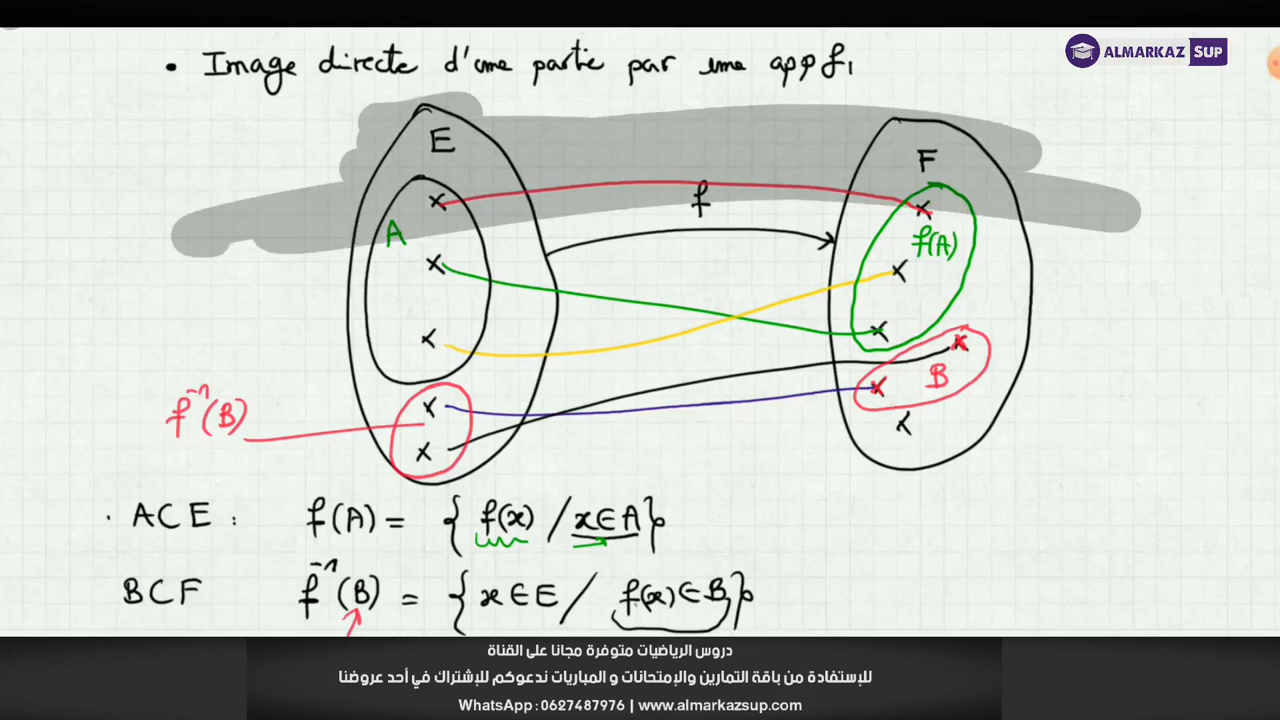 ALMARKAZ SUP
• Image directe d'une partie par une app f,
E
F
f
A
f(A)
B
f⁻¹(B)
A⊂E : f(A) = { f(x) / x∈A}
B⊂F f⁻¹(B) = { x∈E / f(x)∈B}
دروس الرياضيات متوفرة مجانا على القناة
للإستفادة من باقة التمارين والإمتحانات و المباريات ندعوكم للإشتراك في أحد عروضنا
WhatsApp : 0627487976 | www.almarkazsup.com